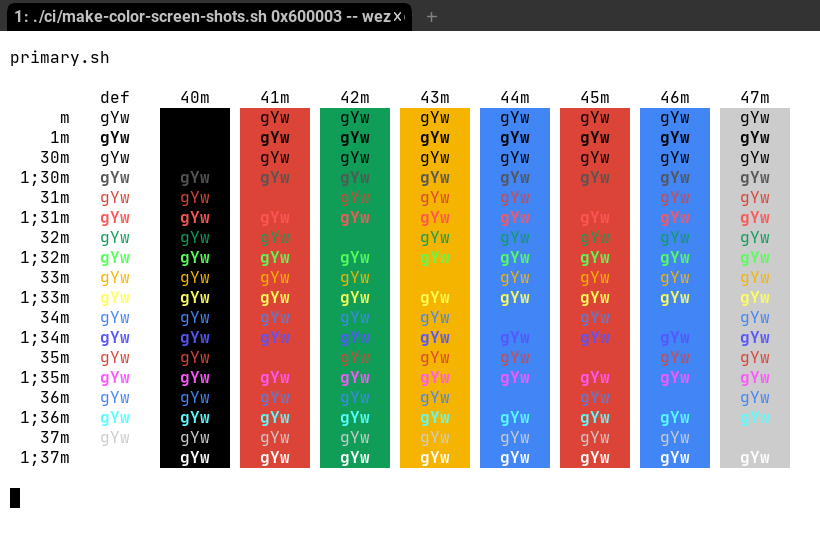 1: ./ci/make-color-screen-shots.sh 0x600003 -- wez
primary.sh
def 40m 41m 42m 43m 44m 45m 46m 47m
m gYw gYw gYw gYw gYw gYw gYw gYw
1m gYw gYw gYw gYw gYw gYw gYw gYw
30m gYw gYw gYw gYw gYw gYw gYw gYw
1;30m gYw gYw gYw gYw gYw gYw gYw gYw gYw
31m gYw gYw gYw gYw gYw gYw gYw
1;31m gYw gYw gYw gYw gYw gYw gYw gYw gYw
32m gYw gYw gYw gYw gYw gYw gYw gYw
1;32m gYw gYw gYw gYw gYw gYw gYw gYw gYw
33m gYw gYw gYw gYw gYw gYw gYw gYw
1;33m gYw gYw gYw gYw gYw gYw gYw gYw gYw
34m gYw gYw gYw gYw gYw gYw gYw
1;34m gYw gYw gYw gYw gYw gYw gYw gYw gYw
35m gYw gYw gYw gYw gYw gYw gYw
1;35m gYw gYw gYw gYw gYw gYw gYw gYw gYw
36m gYw gYw gYw gYw gYw gYw gYw
1;36m gYw gYw gYw gYw gYw gYw gYw gYw gYw
37m gYw gYw gYw gYw gYw gYw gYw gYw
1;37m gYw gYw gYw gYw gYw gYw gYw gYw